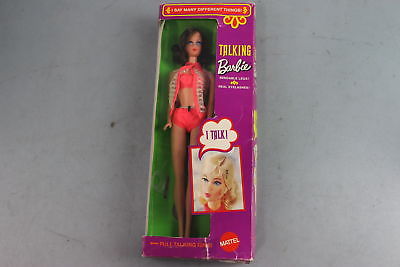 I SAY MANY DIFFERENT THINGS!
TALKING
Barbie
BENDABLE LEGS!
REAL EYELASHES!
I TALK!
PULL TALKING RING!
MATTEL